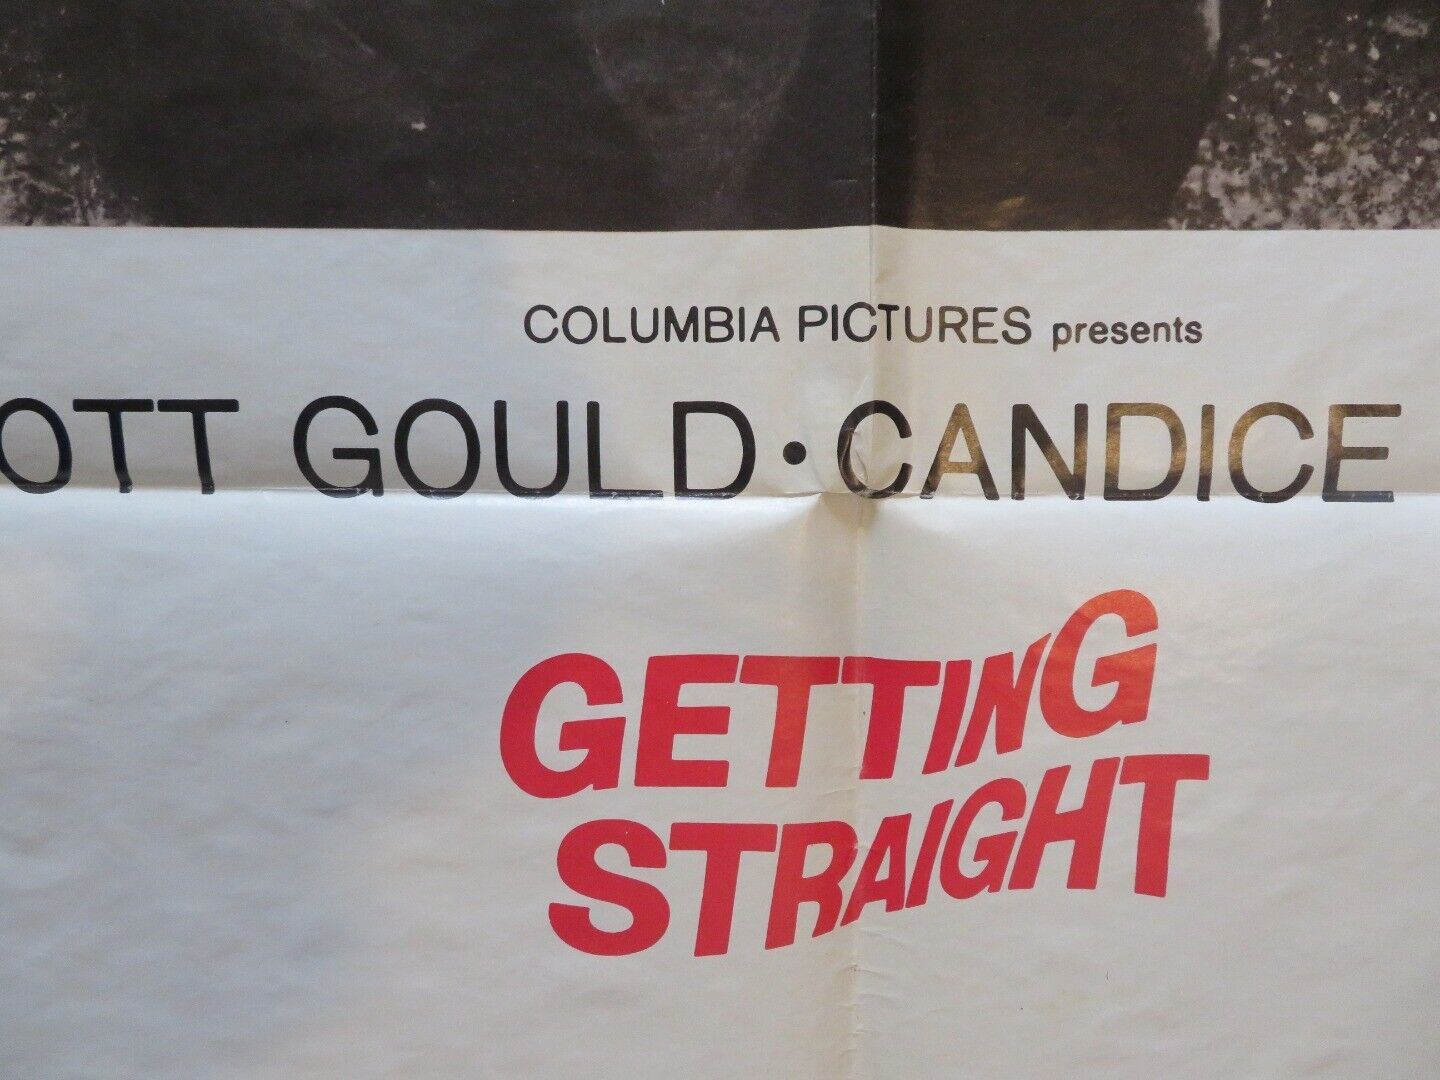 COLUMBIA PICTURES presents
OTT GOULD • CANDICE
GETTING
STRAIGHT